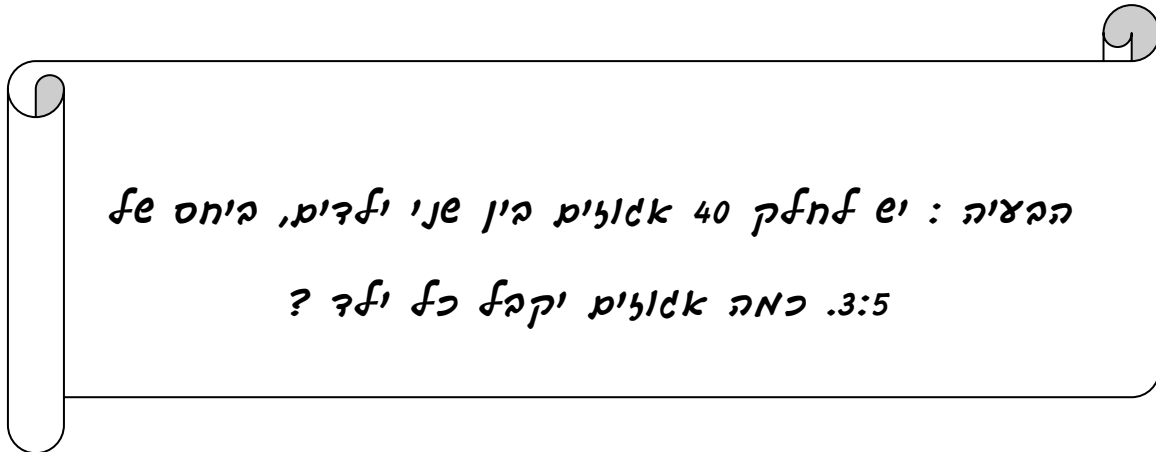 הבעיה : יש לחלק 40 אגוזים בין שני ילדים, ביחס של
3:5. כמה אגוזים יקבל כל ילד ?